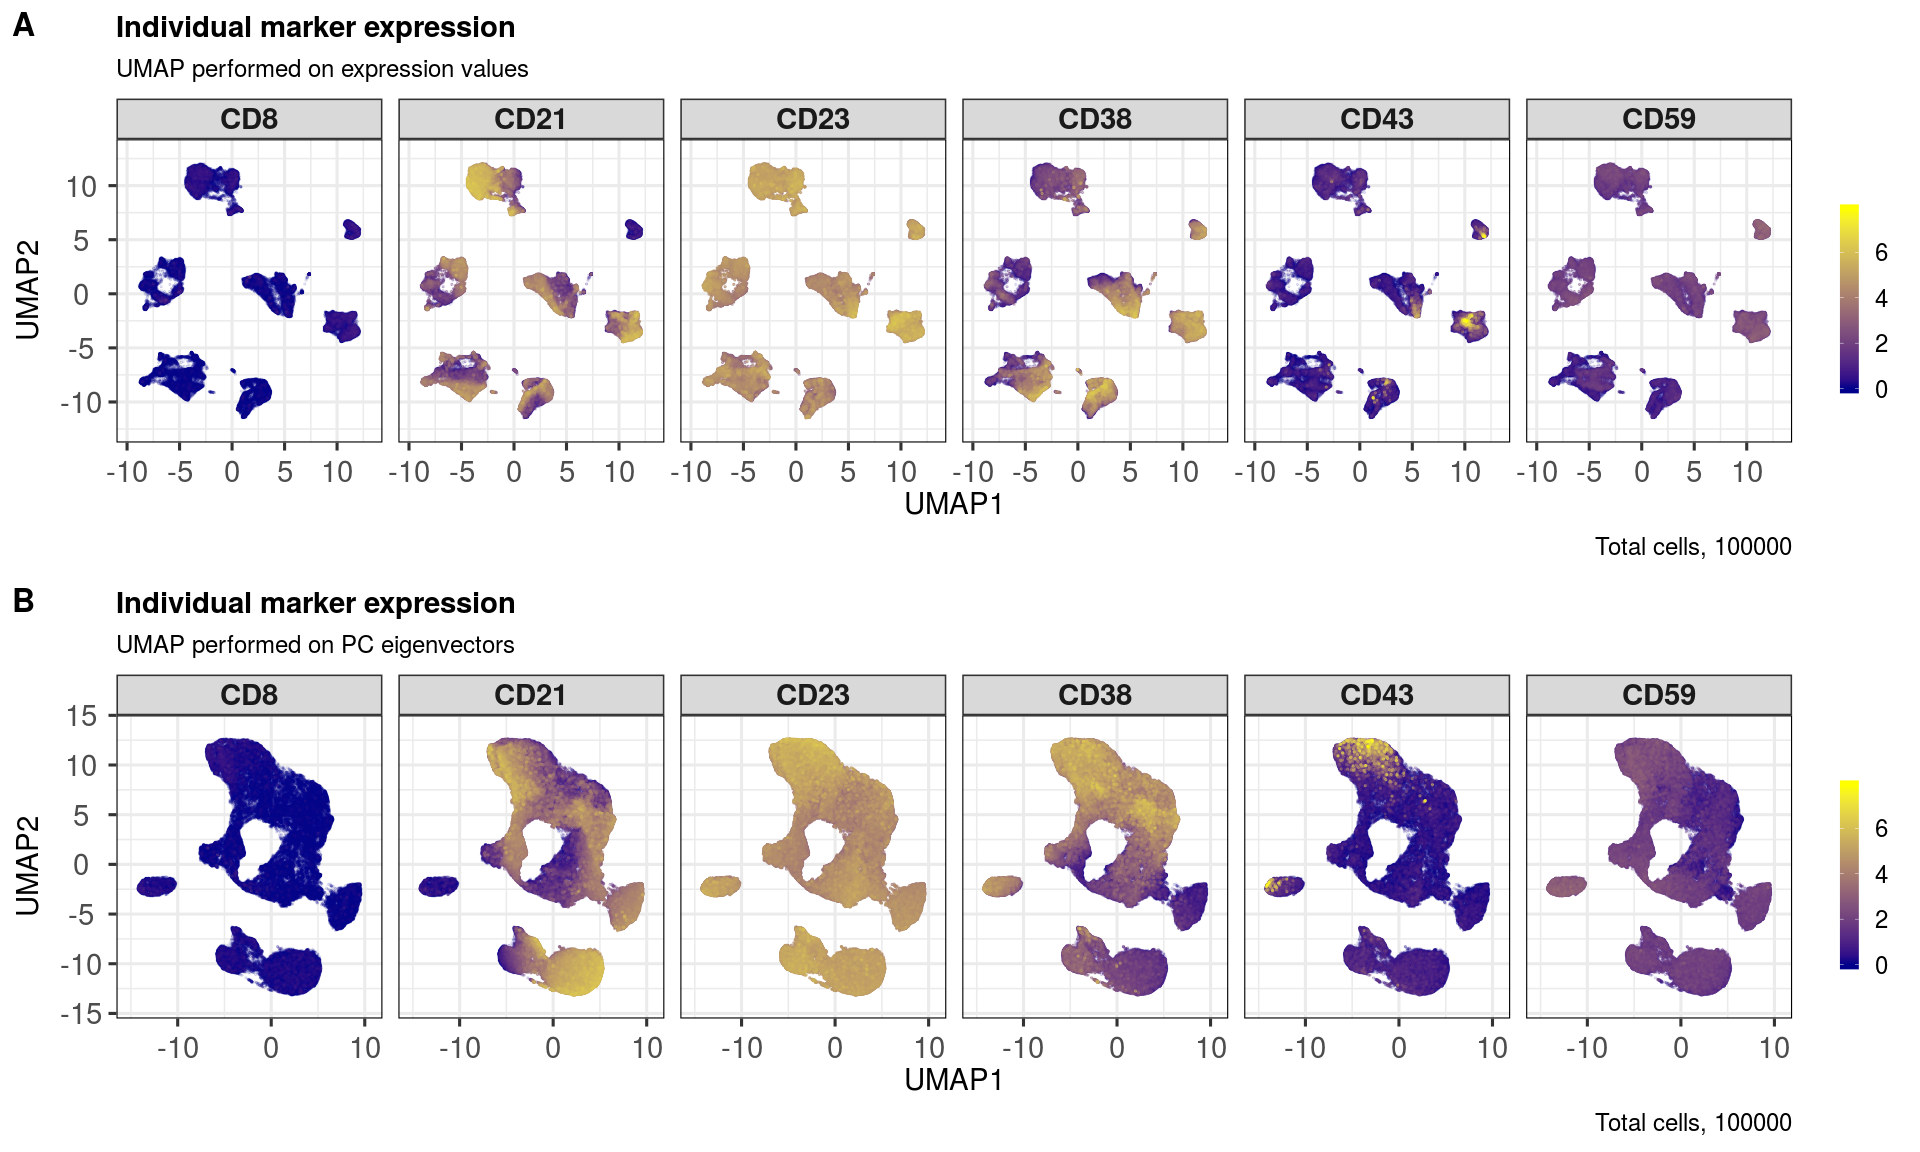 A
Individual marker expression
UMAP performed on expression values
CD8 CD21 CD23 CD38 CD43 CD59
10
5
0
-5
-10
UMAP2
-10 -5 0 5 10 -10 -5 0 5 10 -10 -5 0 5 10 -10 -5 0 5 10 -10 -5 0 5 10 -10 -5 0 5 10
UMAP1
6
4
2
0
Total cells, 100000
B
Individual marker expression
UMAP performed on PC eigenvectors
CD8 CD21 CD23 CD38 CD43 CD59
15
10
5
0
-5
-10
-15
UMAP2
-10 0 10 -10 0 10 -10 0 10 -10 0 10 -10 0 10 -10 0 10
UMAP1
6
4
2
0
Total cells, 100000